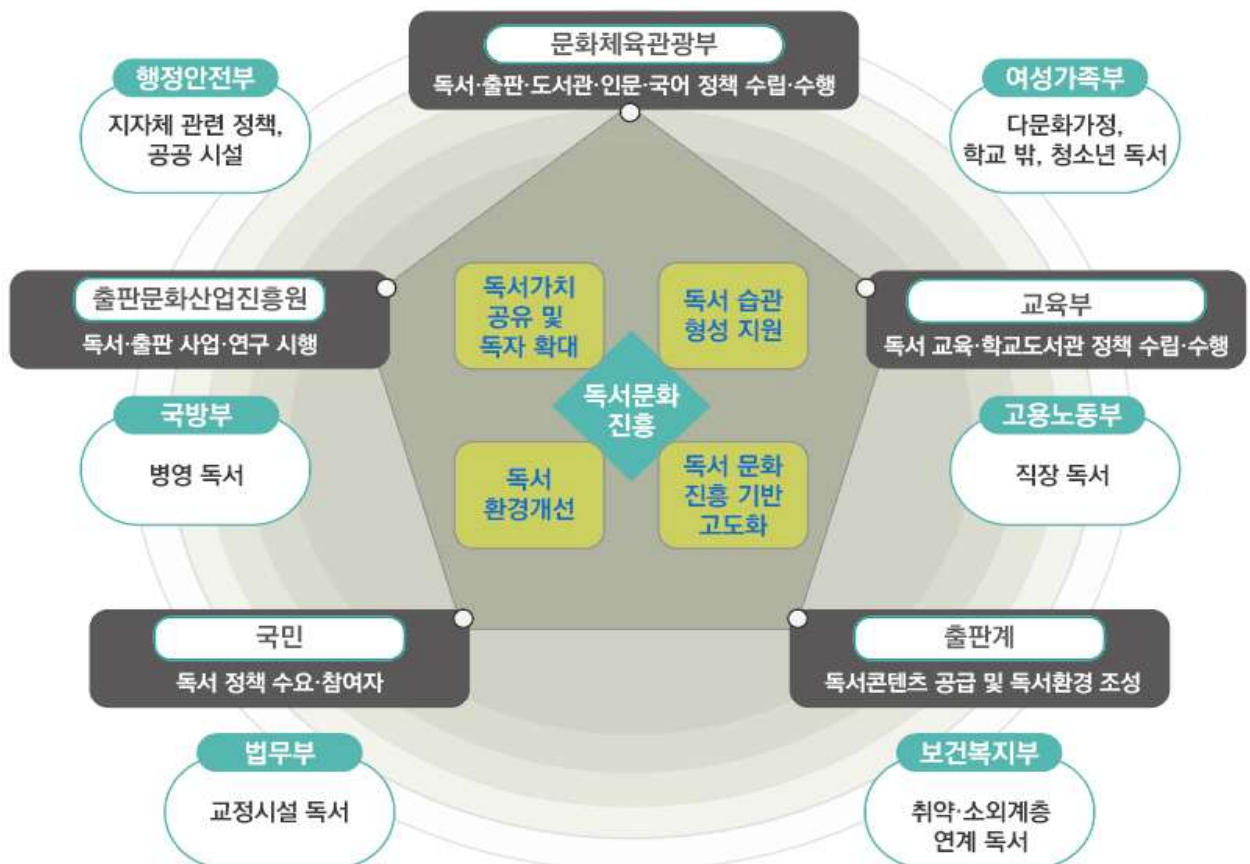 문화체육관광부
독서·출판·도서관·인문·국어 정책 수립·수행
행정안전부
지자체 관련 정책,
공공 시설
여성가족부
다문화가정,
학교 밖, 청소년 독서
출판문화산업진흥원
독서·출판 사업·연구 시행
독서가치
공유 및
독자 확대
독서 습관
형성 지원
교육부
독서 교육·학교도서관 정책 수립·수행
독서문화
진흥
국방부
병영 독서
독서
환경개선
독서 문화
진흥 기반
고도화
고용노동부
직장 독서
국민
독서 정책 수요·참여자
출판계
독서콘텐츠 공급 및 독서환경 조성
법무부
교정시설 독서
보건복지부
취약·소외계층
연계 독서